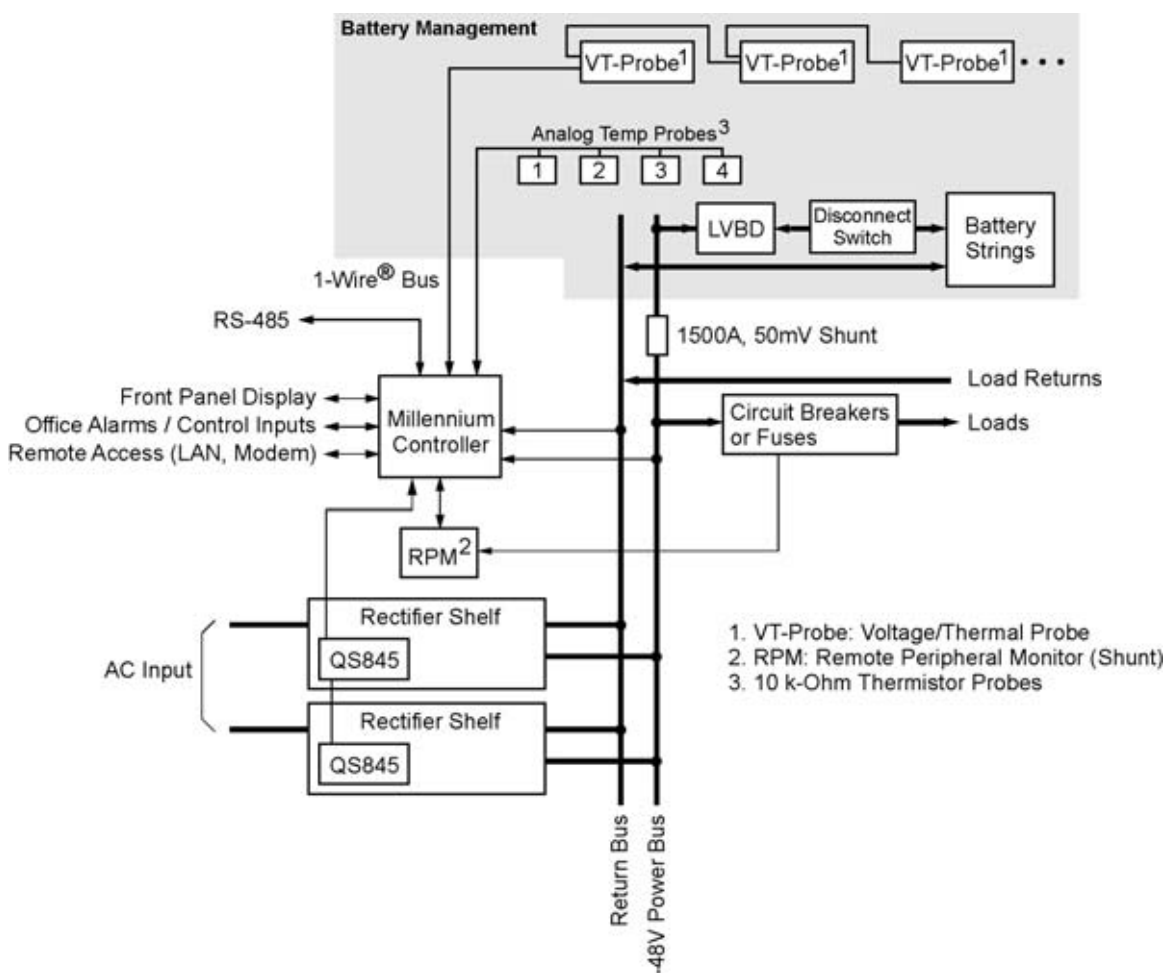 Battery Management
VT-Probe1
VT-Probe1
VT-Probe1
Analog Temp Probes3
1
2
3
4
LVBD
Disconnect
Switch
Battery
Strings
1-Wire® Bus
RS-485
1500A, 50mV Shunt
Front Panel Display
Office Alarms / Control Inputs
Remote Access (LAN, Modem)
Millennium
Controller
Load Returns
Circuit Breakers
or Fuses
Loads
RPM2
Rectifier Shelf
QS845
AC Input
Rectifier Shelf
QS845
1. VT-Probe: Voltage/Thermal Probe
2. RPM: Remote Peripheral Monitor (Shunt)
3. 10 k-Ohm Thermistor Probes
Return Bus
-48V Power Bus